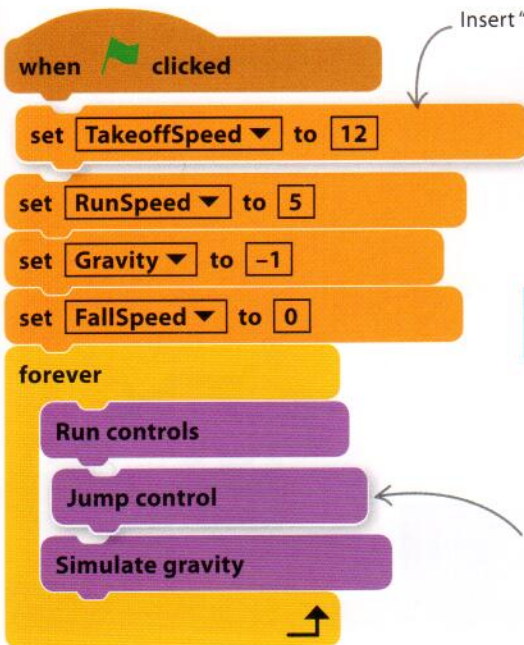 Insert “
when clicked
set TakeoffSpeed to 12
set RunSpeed to 5
set Gravity to –1
set FallSpeed to 0
forever
Run controls
Jump control
Simulate gravity